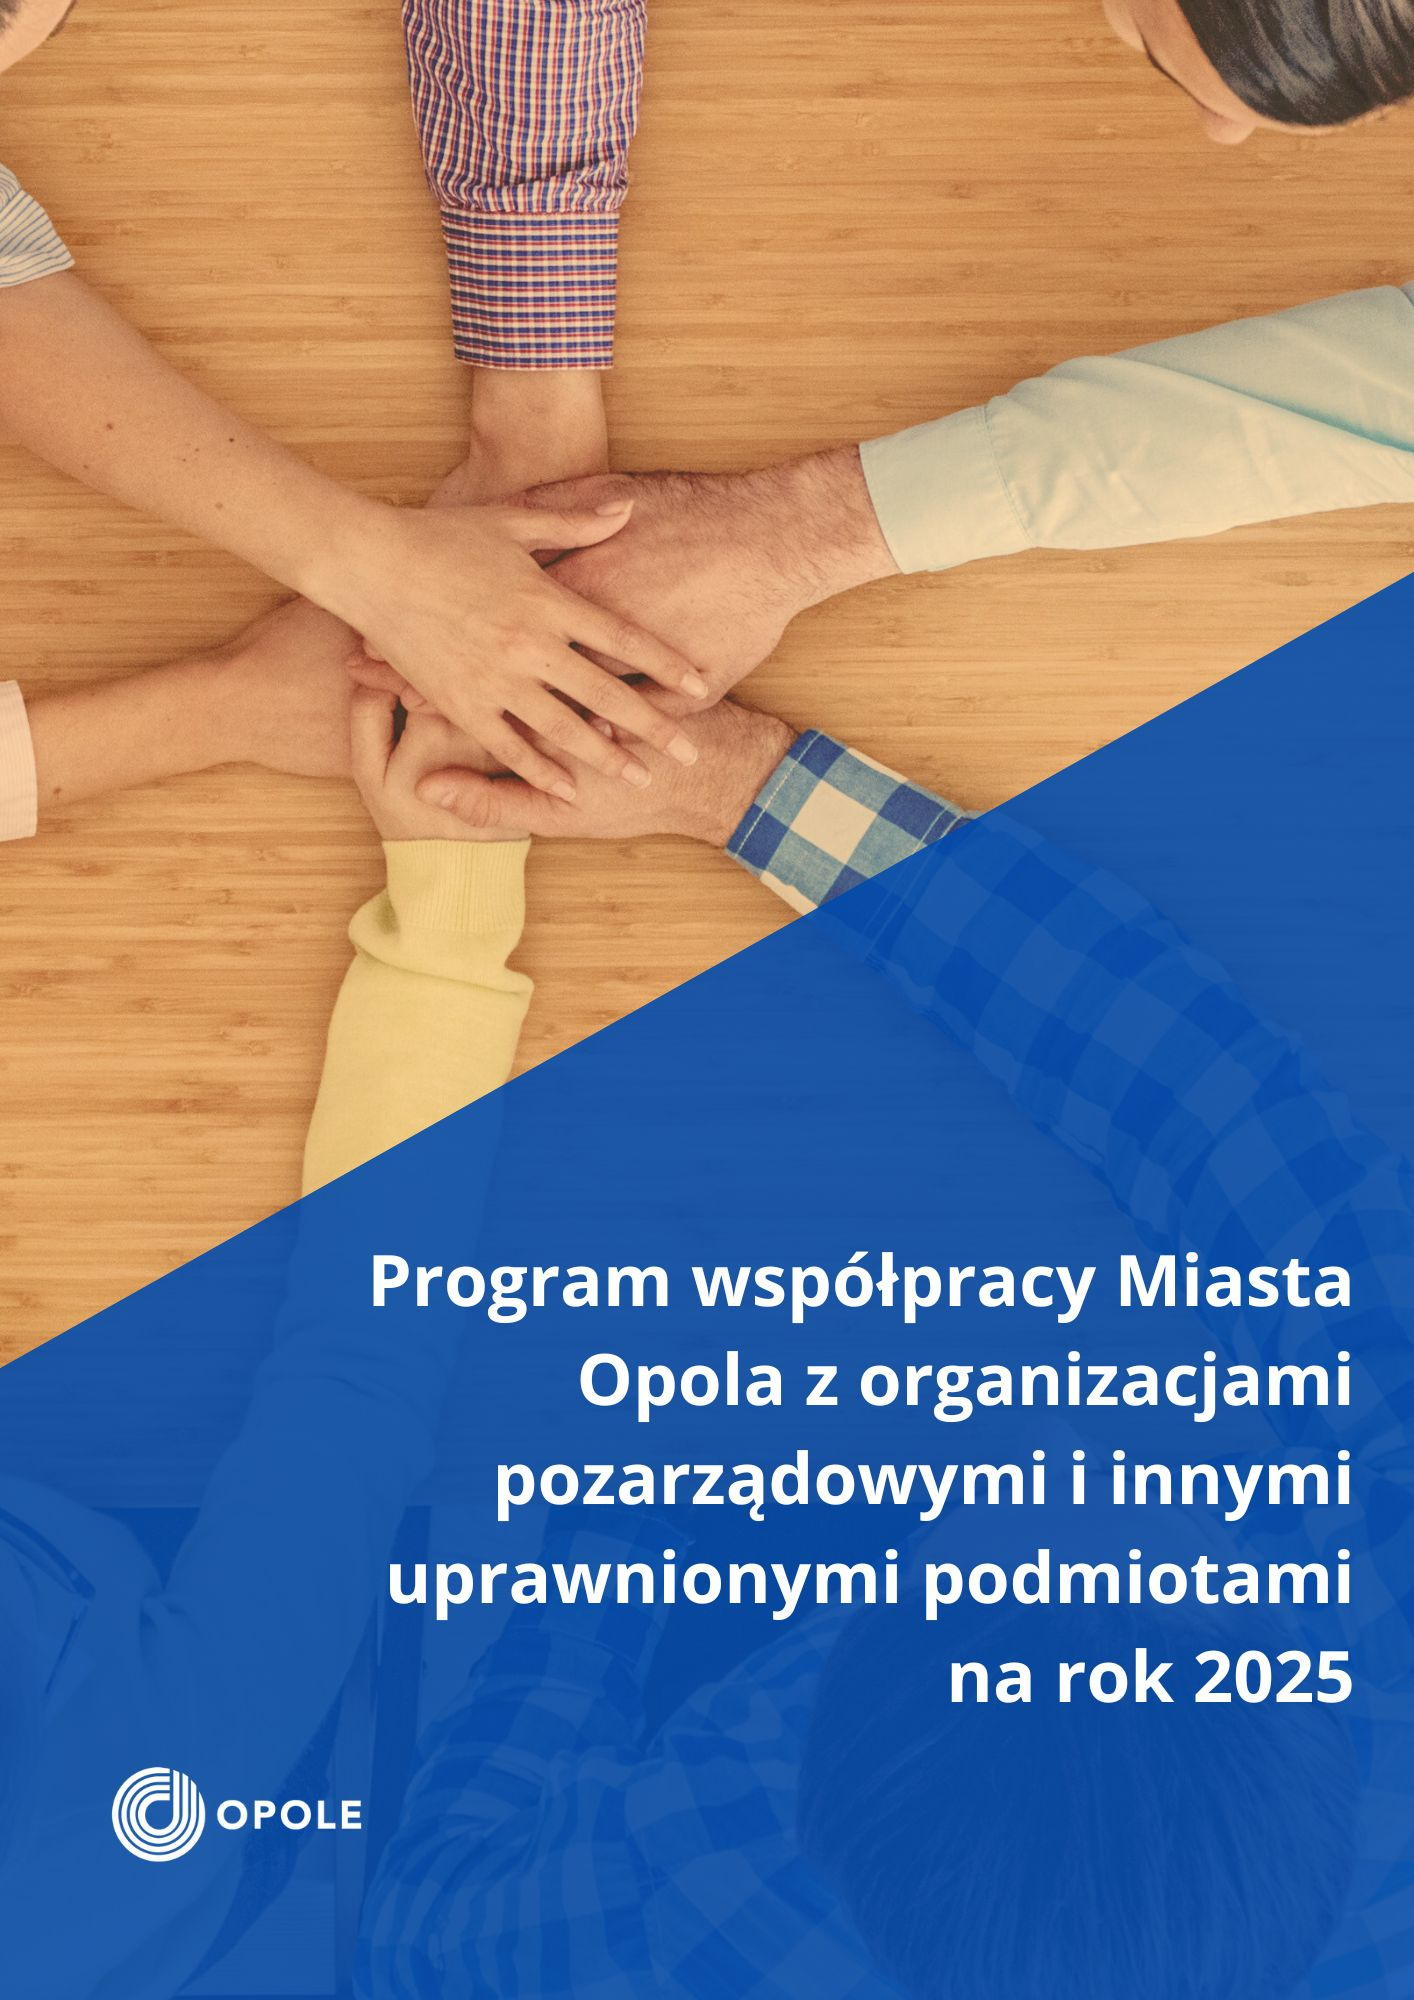 Program współpracy Miasta
Opola z organizacjami
pozarządowymi i innymi
uprawnionymi podmiotami
na rok 2025
OPOLE